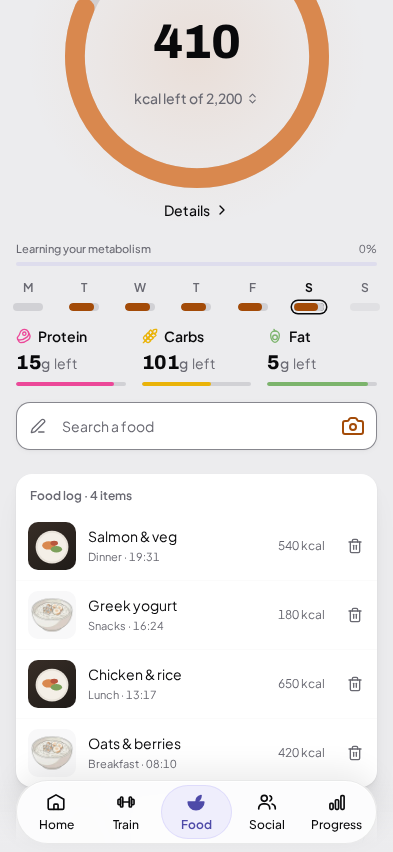 410
kcal left of 2,200
Details
Learning your metabolism 0%
M T W T F S S
Protein Carbs Fat
15g left 101g left 5g left
Search a food
Food log · 4 items
Salmon & veg
540 kcal
Dinner · 19:31
Greek yogurt
180 kcal
Snacks · 16:24
Chicken & rice
650 kcal
Lunch · 13:17
Oats & berries
420 kcal
Breakfast · 08:10
Home Train Food Social Progress